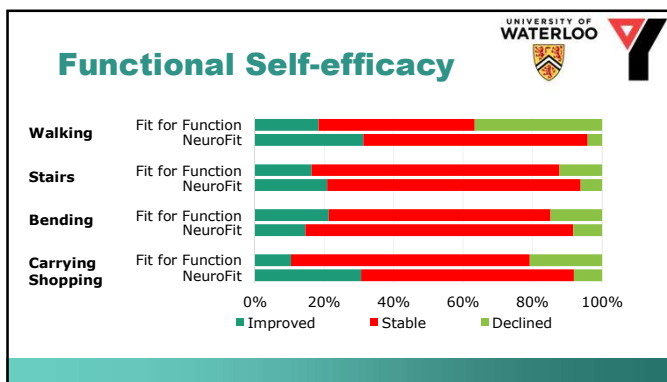 UNIVERSITY OF
WATERLOO
Functional Self-efficacy
Walking
Fit for Function
NeuroFit
Stairs
Fit for Function
NeuroFit
Bending
Fit for Function
NeuroFit
Carrying
Shopping
Fit for Function
NeuroFit
0% 20% 40% 60% 80% 100%
Improved Stable Declined